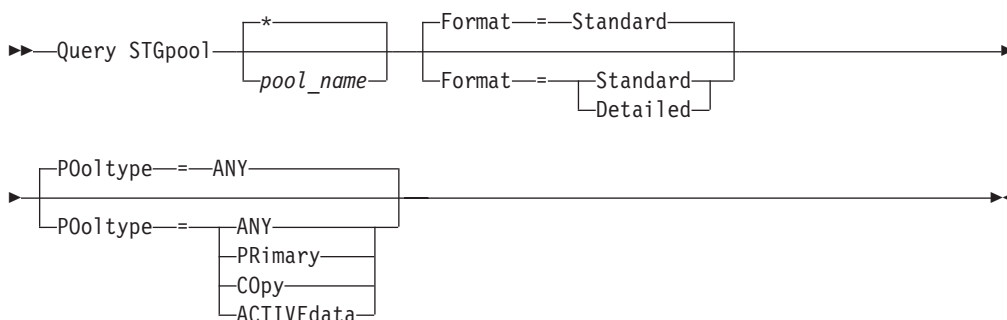 * Format = Standard
Query STGpool
pool_name Format = Standard
Detailed
POoltype = ANY
POoltype = ANY
PRimary
COpy
ACTIVEdata